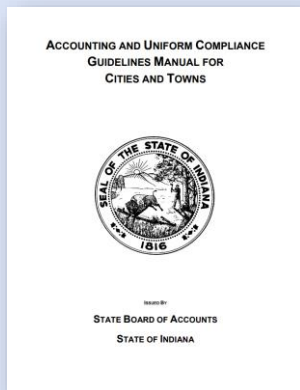 ACCOUNTING AND UNIFORM COMPLIANCE
GUIDELINES MANUAL FOR
CITIES AND TOWNS
SEAL OF THE STATE OF INDIANA
1816
ISSUED BY
STATE BOARD OF ACCOUNTS
STATE OF INDIANA